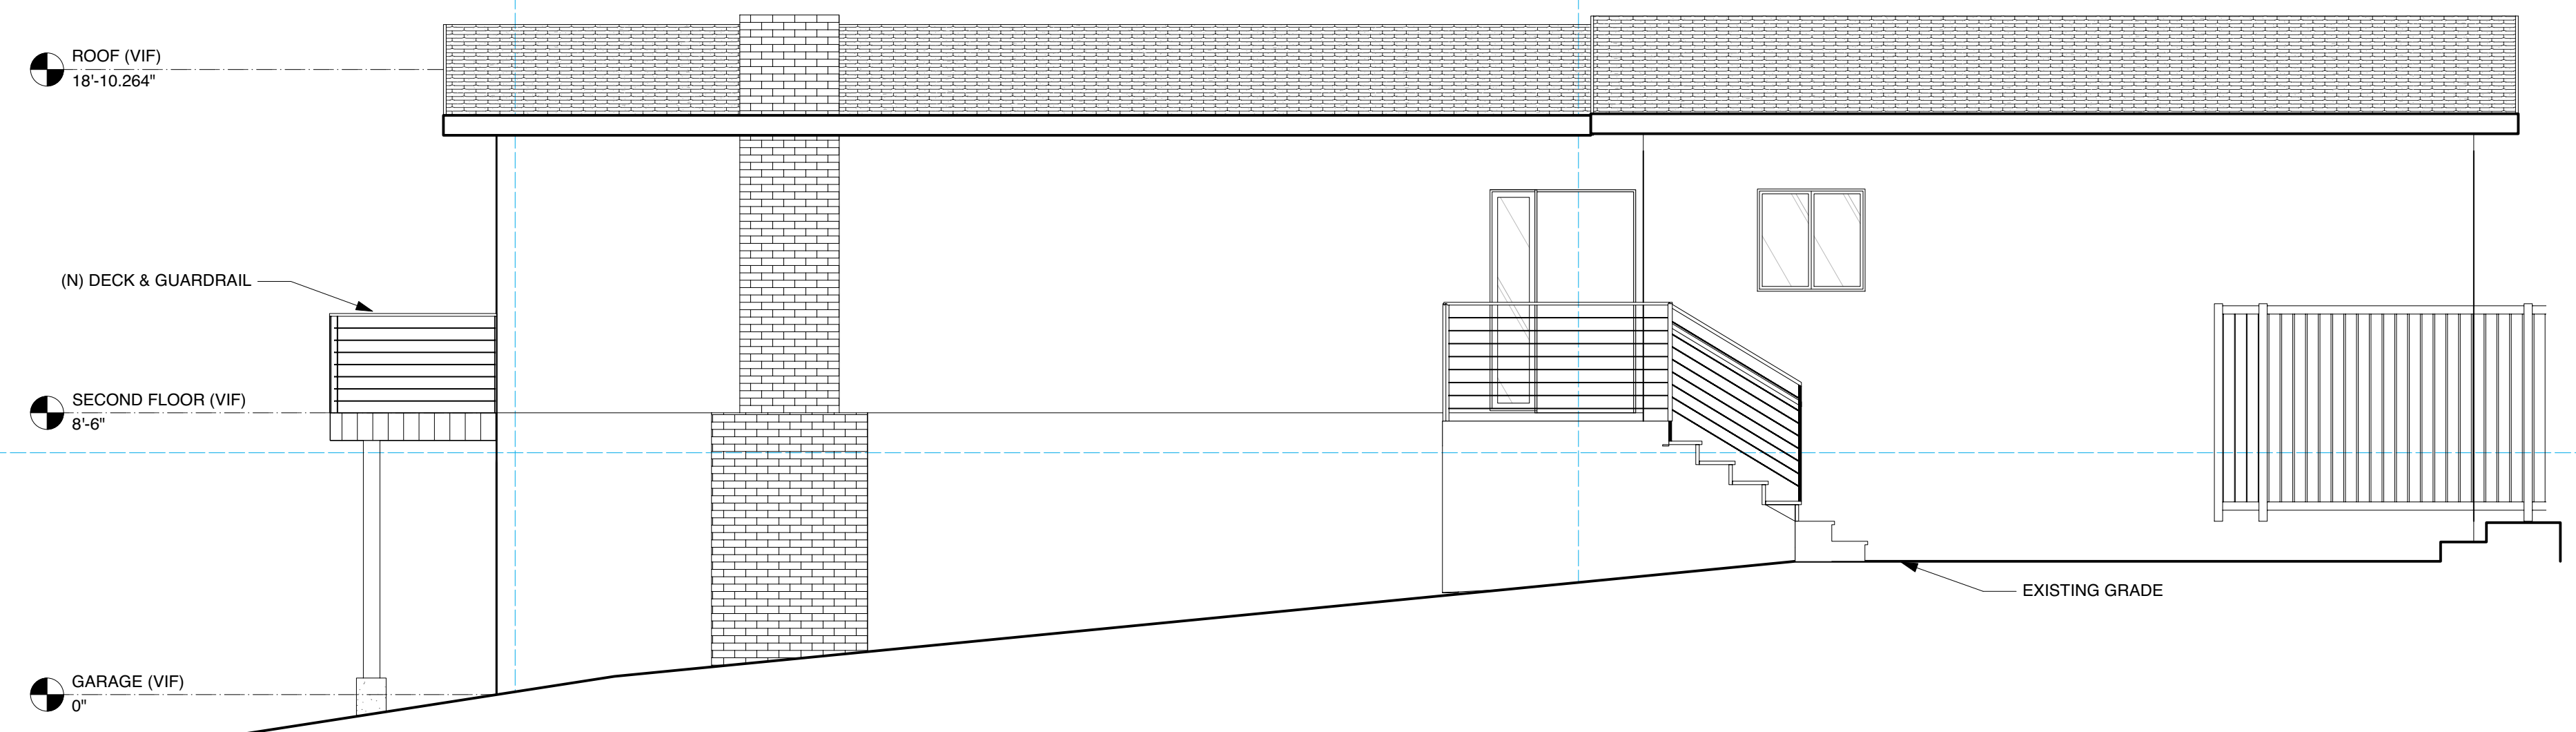 ROOF (VIF)
18'-10.264"
(N) DECK & GUARDRAIL
SECOND FLOOR (VIF)
8'-6"
EXISTING GRADE
GARAGE (VIF)
0"